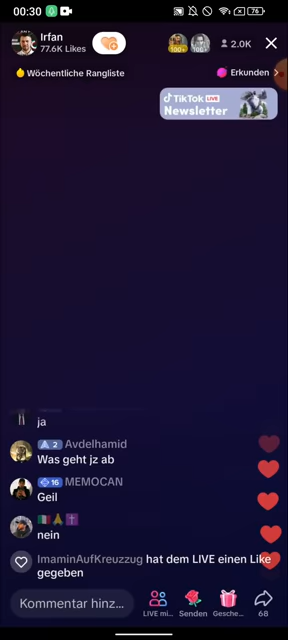 00:30
76
Irfan
77.6K Likes
100+
2.0K
Wöchentliche Rangliste
Erkunden
TikTok LIVE
Newsletter
ja
2 Avdelhamid
Was geht jz ab
16 MEMOCAN
Geil
nein
ImaminAufKreuzzug hat dem LIVE einen Like
gegeben
Kommentar hinz...
LIVE mi...
Senden
Gesche...
68